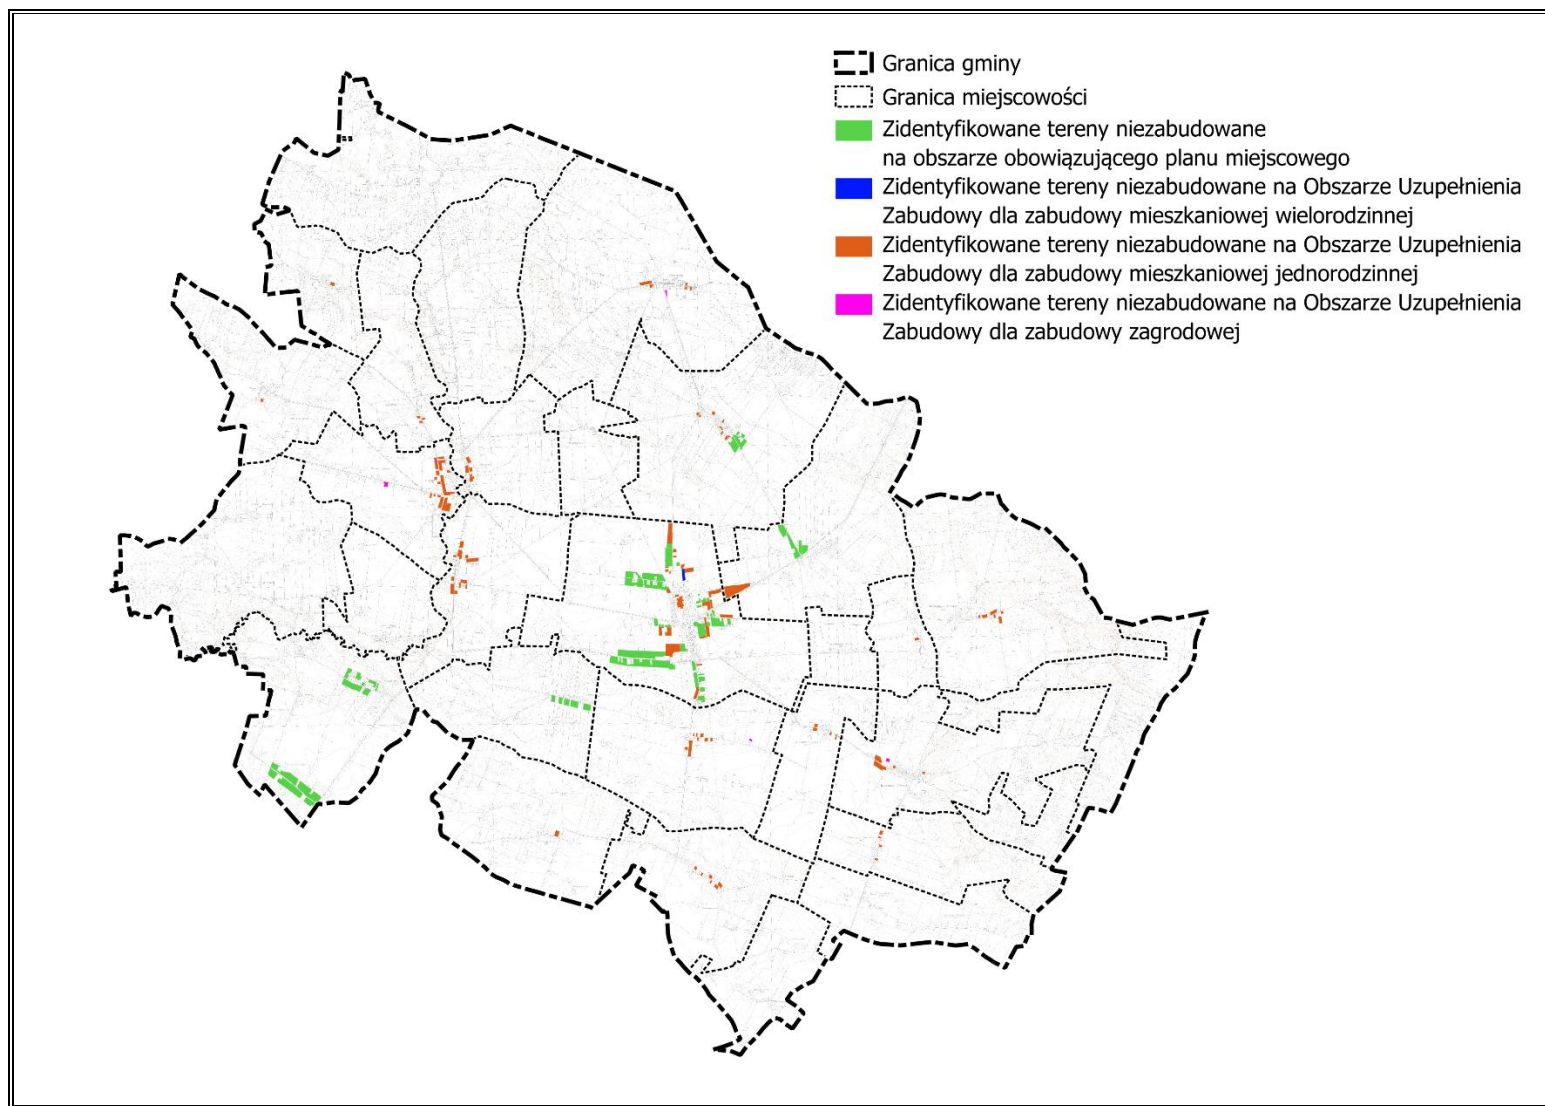 Granica gminy
Granica miejscowości
Zidentyfikowane tereny niezabudowane
na obszarze obowiązującego planu miejscowego
Zidentyfikowane tereny niezabudowane na Obszarze Uzupełnienia
Zabudowy dla zabudowy mieszkaniowej wielorodzinnej
Zidentyfikowane tereny niezabudowane na Obszarze Uzupełnienia
Zabudowy dla zabudowy mieszkaniowej jednorodzinnej
Zidentyfikowane tereny niezabudowane na Obszarze Uzupełnienia
Zabudowy dla zabudowy zagrodowej